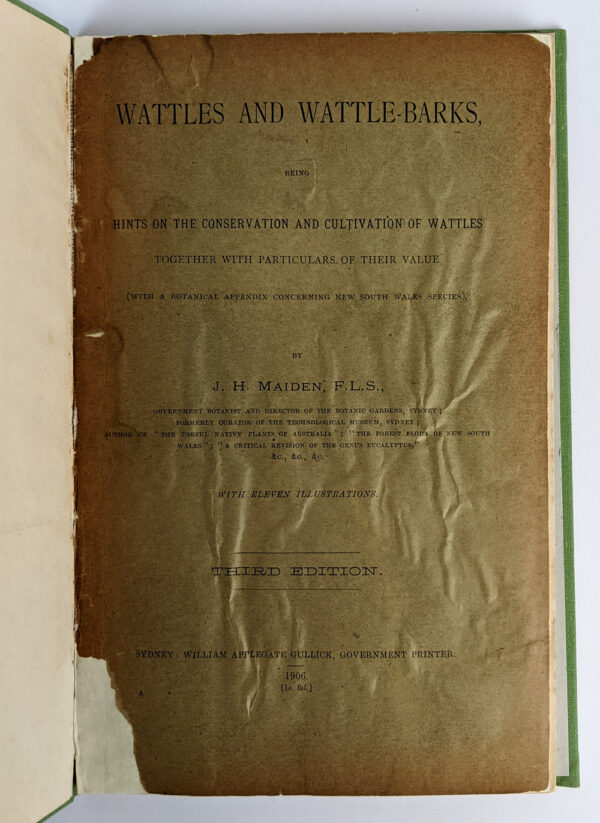 WATTLES AND WATTLE-BARKS,
BEING
HINTS ON THE CONSERVATION AND CULTIVATION OF WATTLES
TOGETHER WITH PARTICULARS OF THEIR VALUE
(WITH A BOTANICAL APPENDIX CONCERNING NEW SOUTH WALES SPECIES),
BY
J. H. MAIDEN, F.L.S.,
GOVERNMENT BOTANIST AND DIRECTOR OF THE BOTANIC GARDENS, SYDNEY;
FORMERLY CURATOR OF THE TECHNOLOGICAL MUSEUM, SYDNEY;
AUTHOR OF "THE USEFUL NATIVE PLANTS OF AUSTRALIA"; "THE FOREST FLORA OF NEW SOUTH
WALES"; "A CRITICAL REVISION OF THE GENUS EUCALYPTUS,"
&C., &C., &C.
WITH ELEVEN ILLUSTRATIONS.
THIRD EDITION.
SYDNEY: WILLIAM APPLEGATE GULLICK, GOVERNMENT PRINTER.
1906.
[1s. 6d.]
A